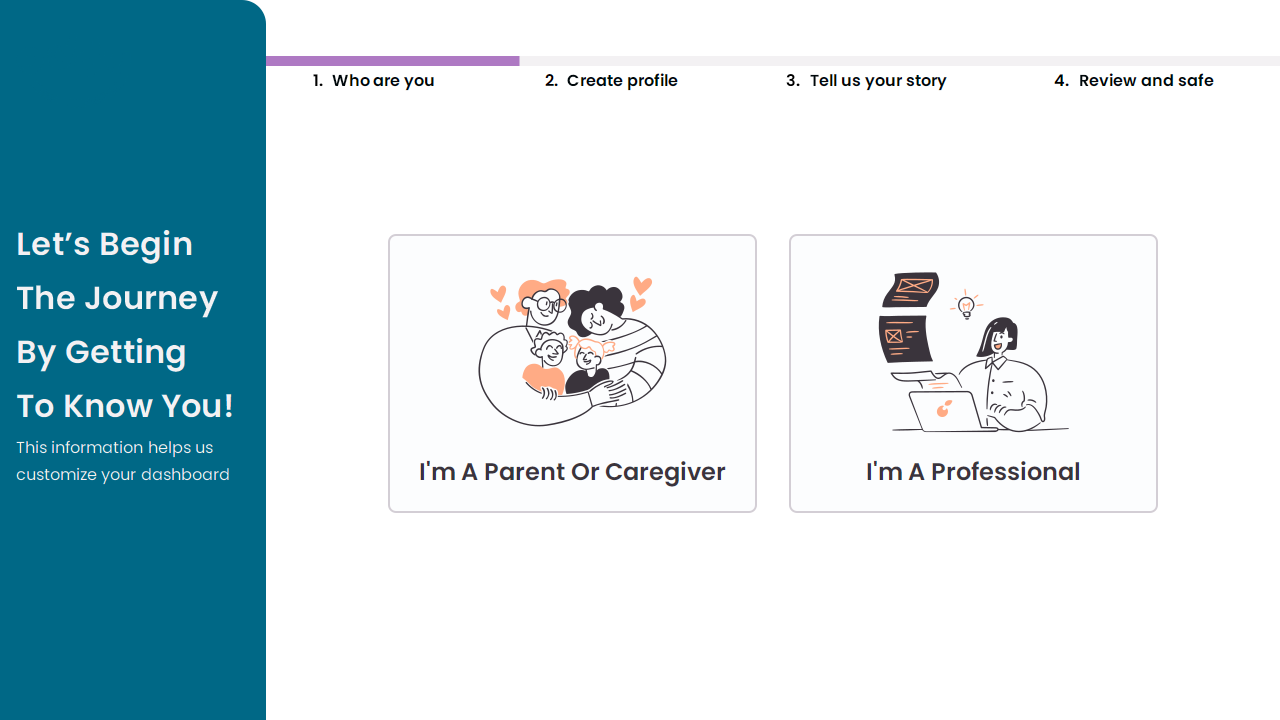 1. Who are you
2. Create profile
3. Tell us your story
4. Review and safe
Let’s Begin
The Journey
By Getting
To Know You!
This information helps us
customize your dashboard
I'm A Parent Or Caregiver
I'm A Professional